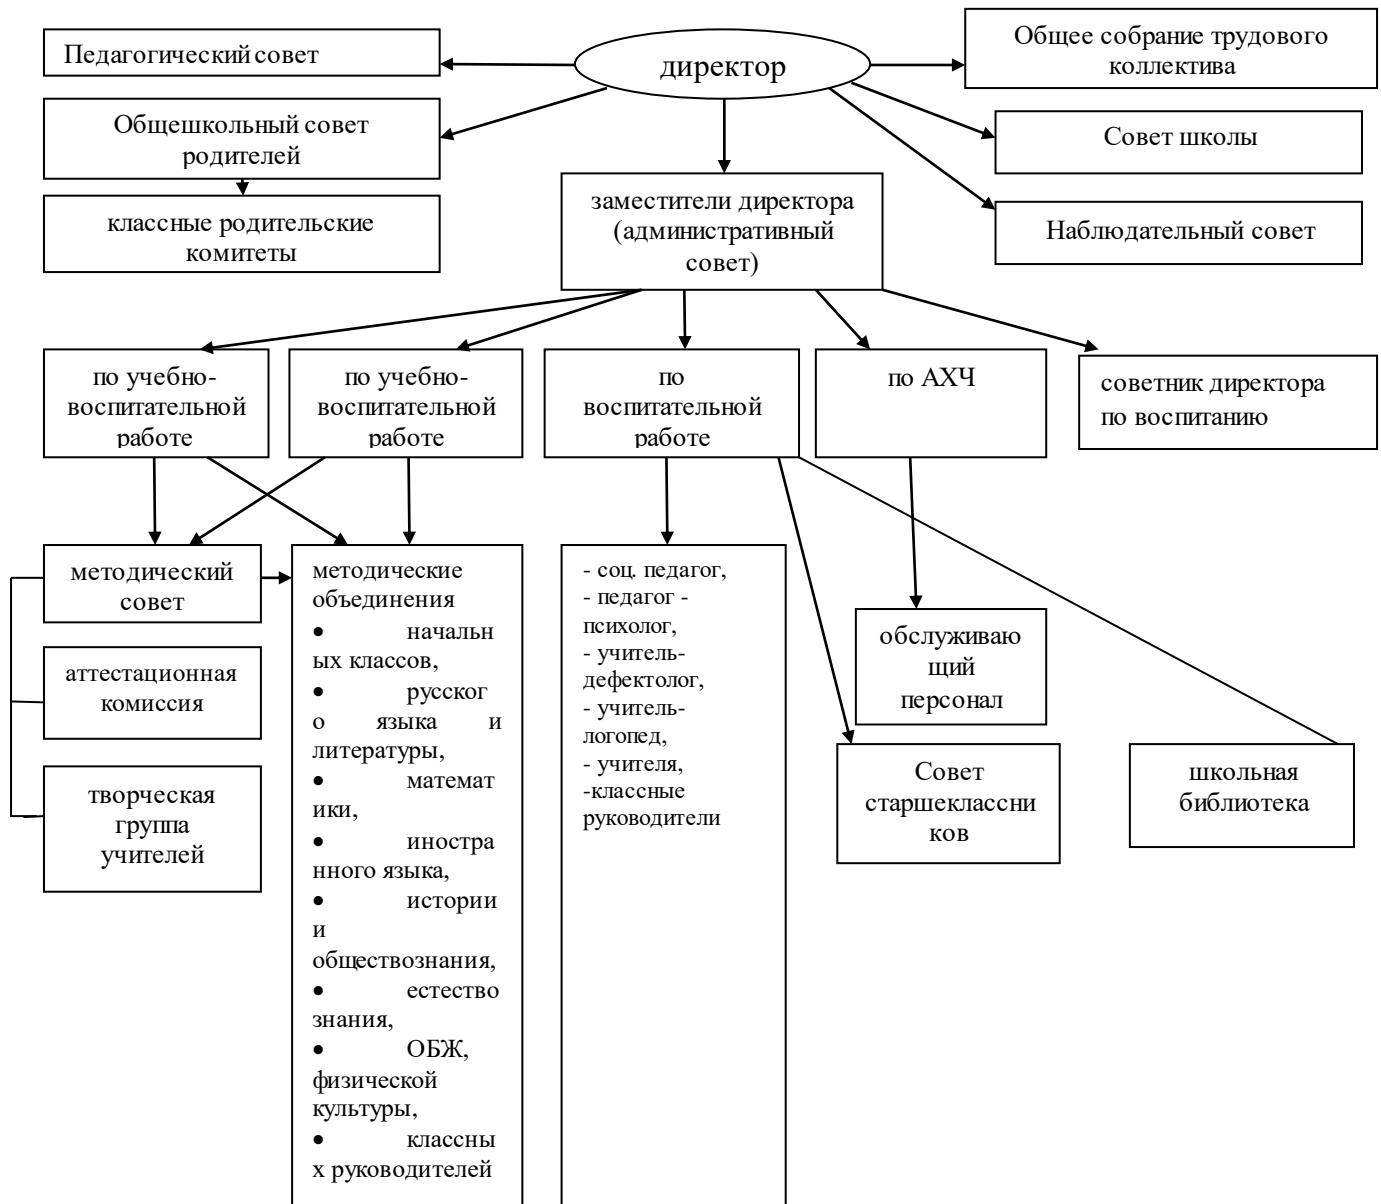 директор
Педагогический совет
Общее собрание трудового
коллектива
Общешкольный совет
родителей
Совет школы
классные родительские
комитеты
заместители директора
(административный
совет)
Наблюдательный совет
по учебно-
воспитательной
работе
по учебно-
воспитательной
работе
по
воспитательной
работе
по АХЧ
советник директора
по воспитанию
методический
совет
аттестационная
комиссия
творческая
группа
учителей
методические
объединения
• начальн
ых классов,
• русског
о языка и
литературы,
• математ
ики,
• иностра
нного языка,
• истории
и
обществознания,
• естество
знания,
• ОБЖ,
физической
культуры,
• классны
х руководителей
- соц. педагог,
- педагог -
психолог,
- учитель-
дефектолог,
- учитель-
логопед,
- учителя,
-классные
руководители
обслуживаю
щий
персонал
Совет
старшеклассни
ков
школьная
библиотека